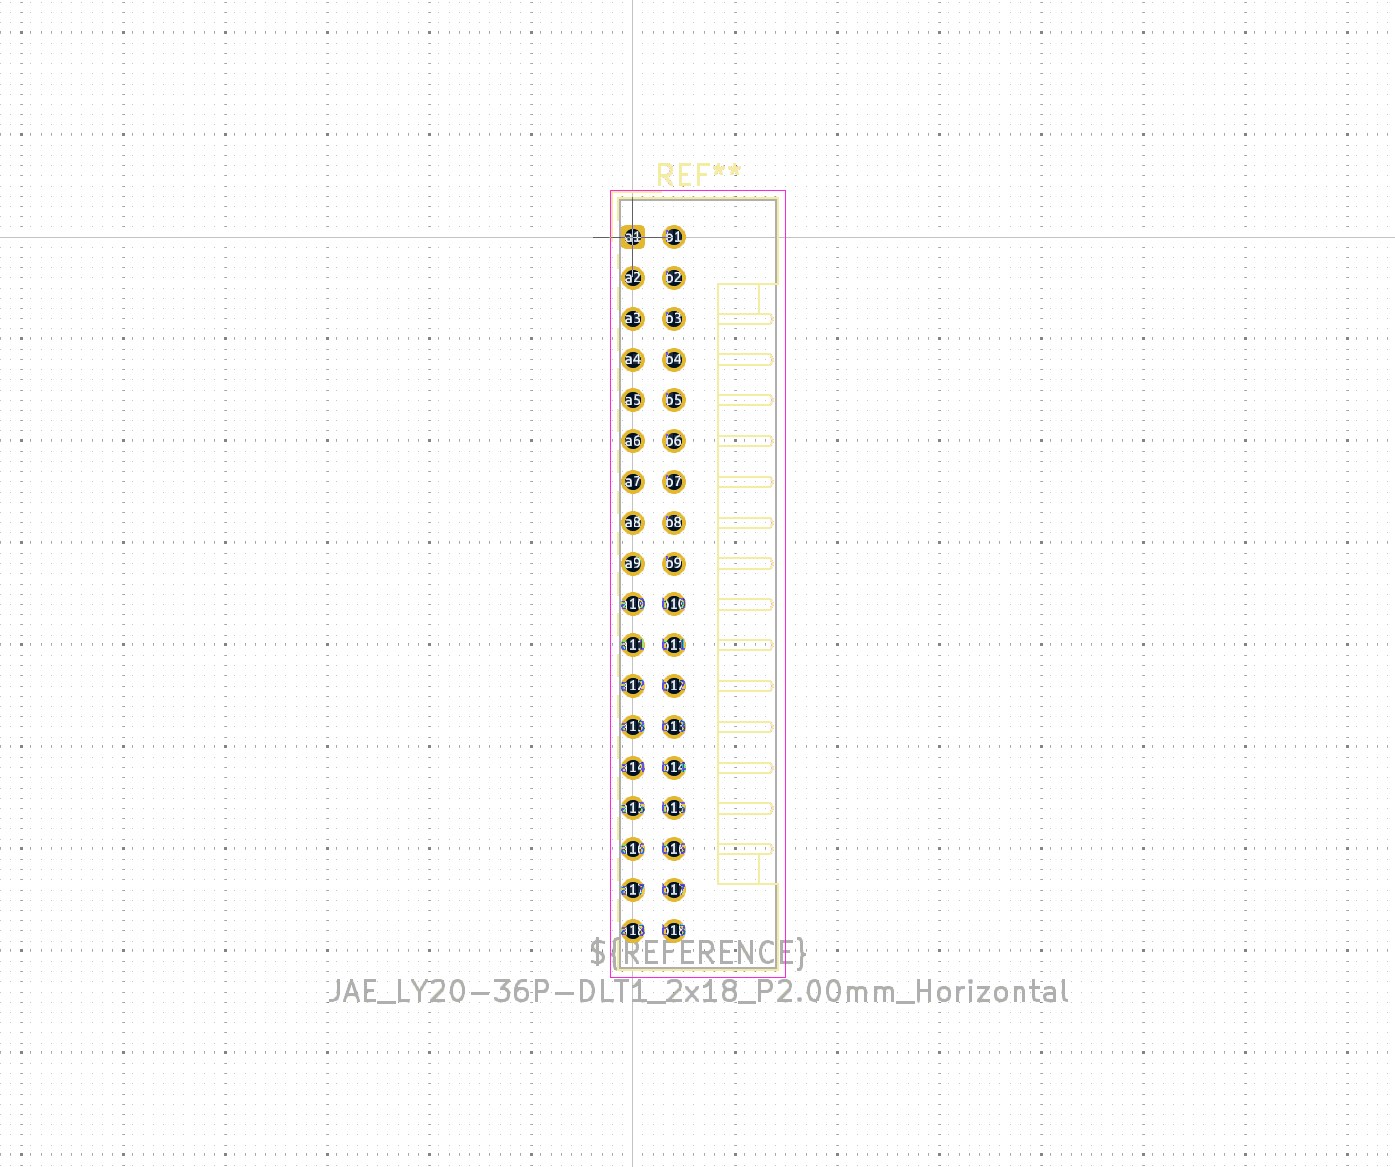 REF**
a1 b1
a2 b2
a3 b3
a4 b4
a5 b5
a6 b6
a7 b7
a8 b8
a9 b9
a10 b10
a11 b11
a12 b12
a13 b13
a14 b14
a15 b15
a16 b16
a17 b17
a18 b18
${REFERENCE}
JAE_LY20-36P-DLT1_2x18_P2.00mm_Horizontal